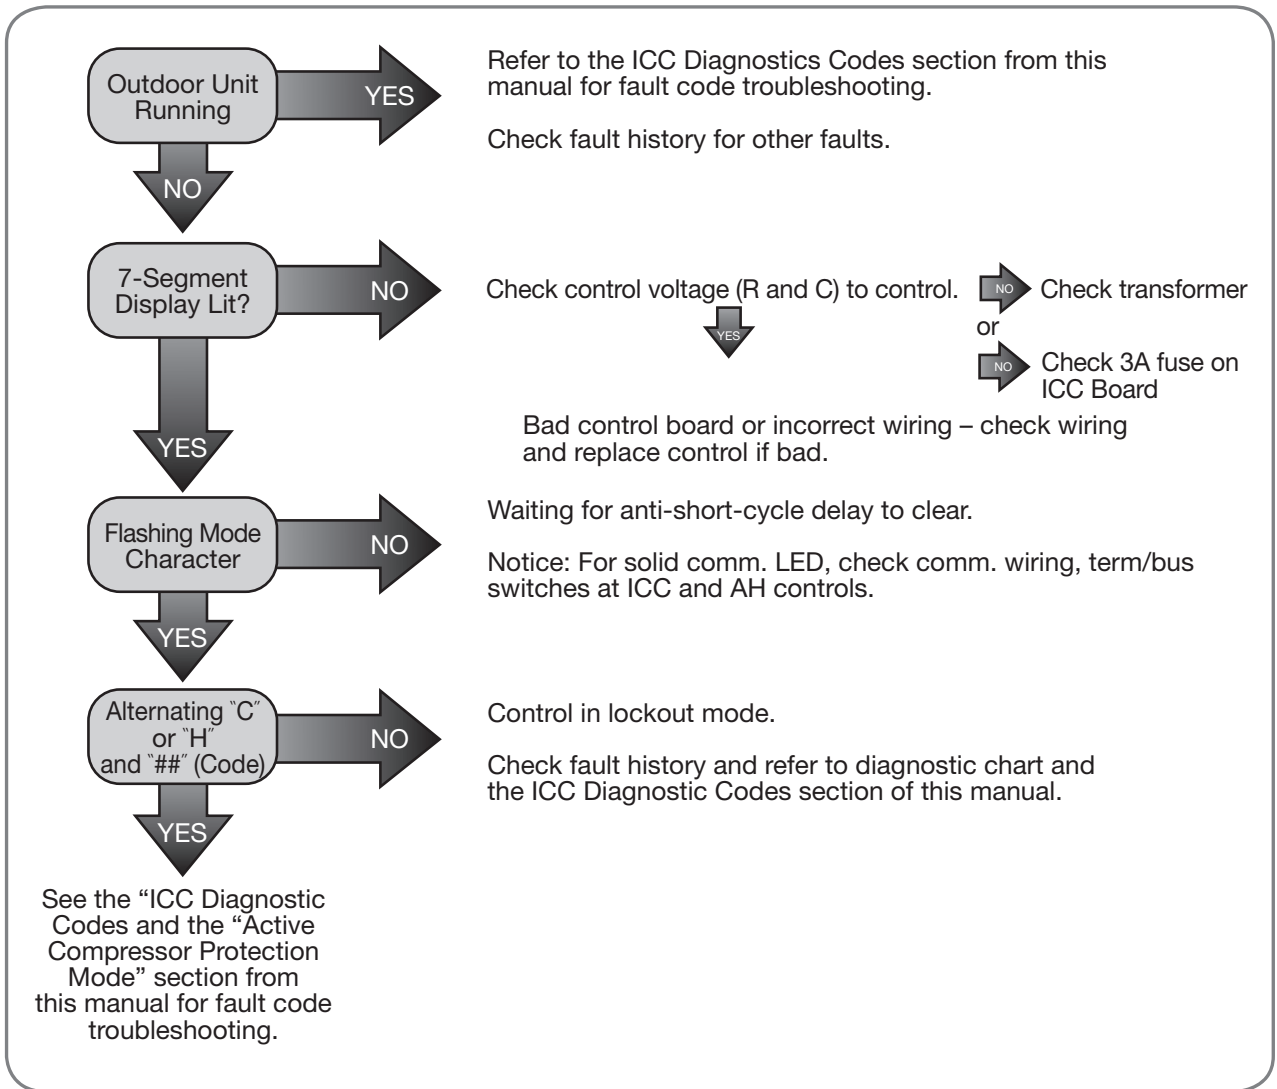 Outdoor Unit
Running
YES
Refer to the ICC Diagnostics Codes section from this
manual for fault code troubleshooting.
Check fault history for other faults.
NO
7-Segment
Display Lit?
NO
Check control voltage (R and C) to control.
NO
Check transformer
or
YES
NO
Check 3A fuse on
ICC Board
Bad control board or incorrect wiring – check wiring
and replace control if bad.
YES
Flashing Mode
Character
NO
Waiting for anti-short-cycle delay to clear.
Notice: For solid comm. LED, check comm. wiring, term/bus
switches at ICC and AH controls.
YES
Alternating "C"
or "H"
and "##" (Code)
NO
Control in lockout mode.
Check fault history and refer to diagnostic chart and
the ICC Diagnostic Codes section of this manual.
YES
See the “ICC Diagnostic
Codes and the “Active
Compressor Protection
Mode” section from
this manual for fault code
troubleshooting.